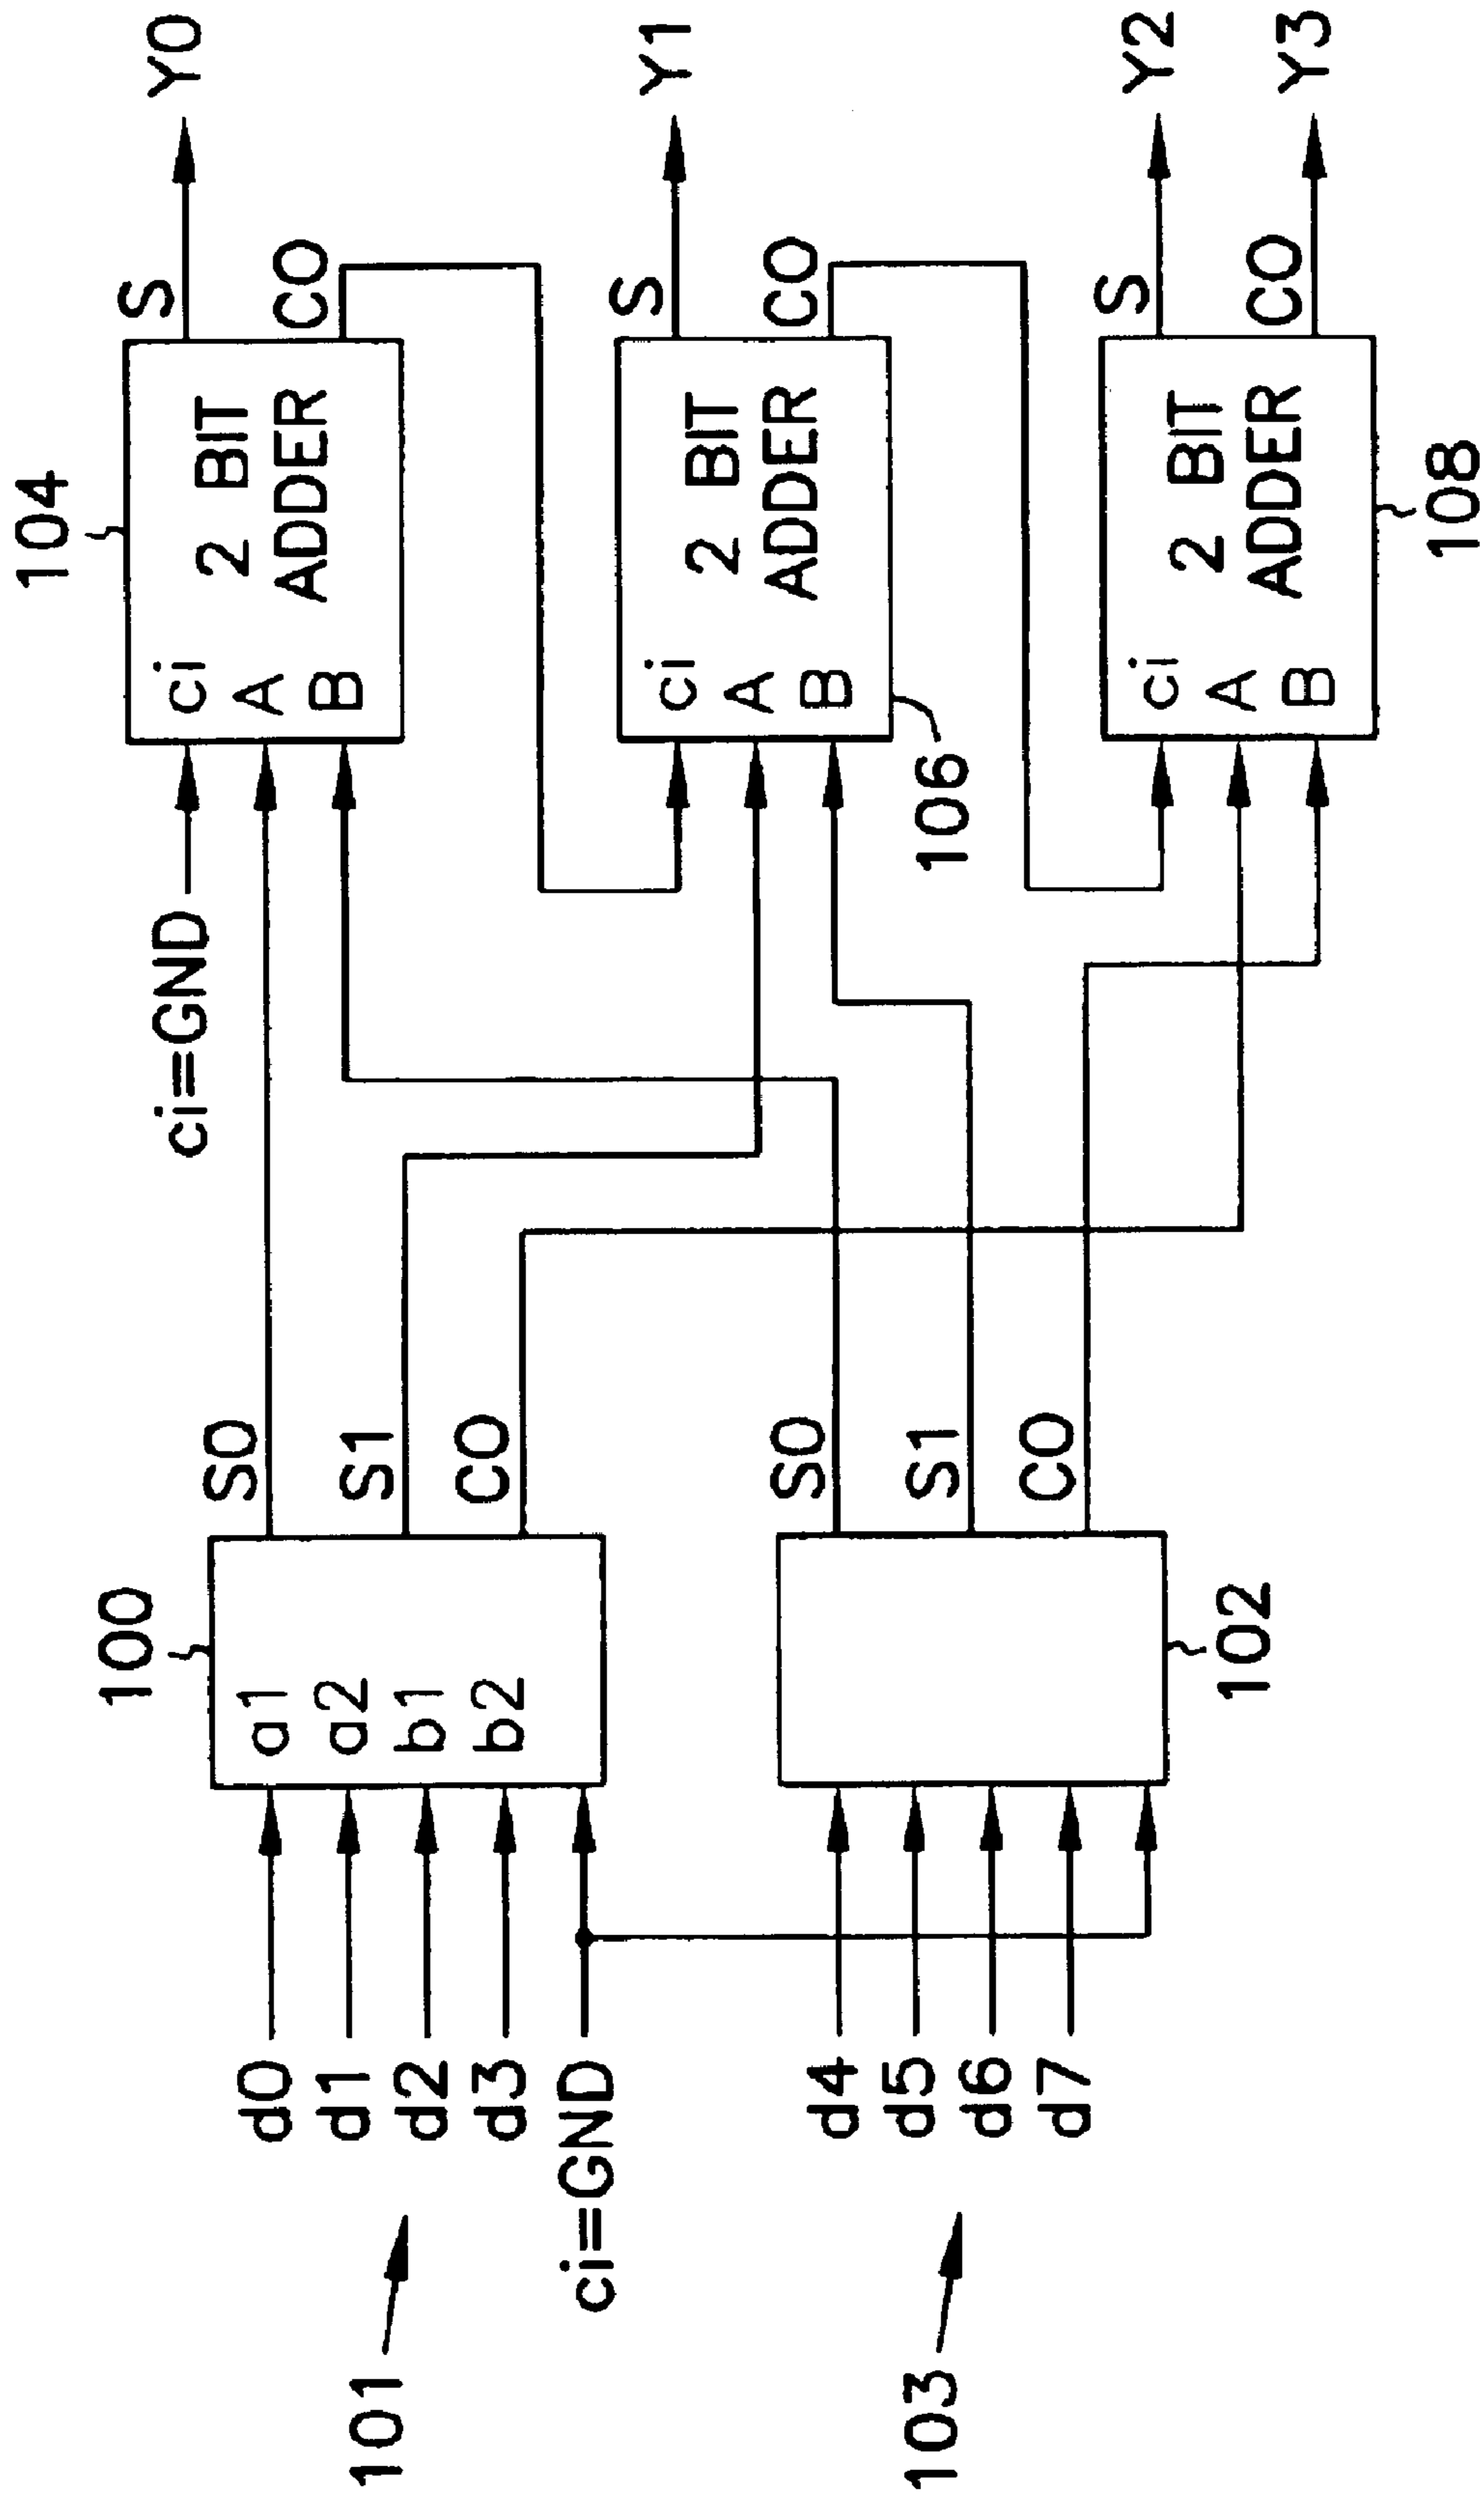 101
d0
d1
d2
d3
ci=GND
103
d4
d5
d6
d7
100
a1
a2
b1
b2
S0
S1
CO
102
S0
S1
CO
ci=GND
104
ci
A
B
2 BIT
ADDER
S
CO
Y0
106
ci
A
B
2 BIT
ADDER
S
CO
Y1
108
ci
A
B
2 BIT
ADDER
S
CO
Y2
Y3